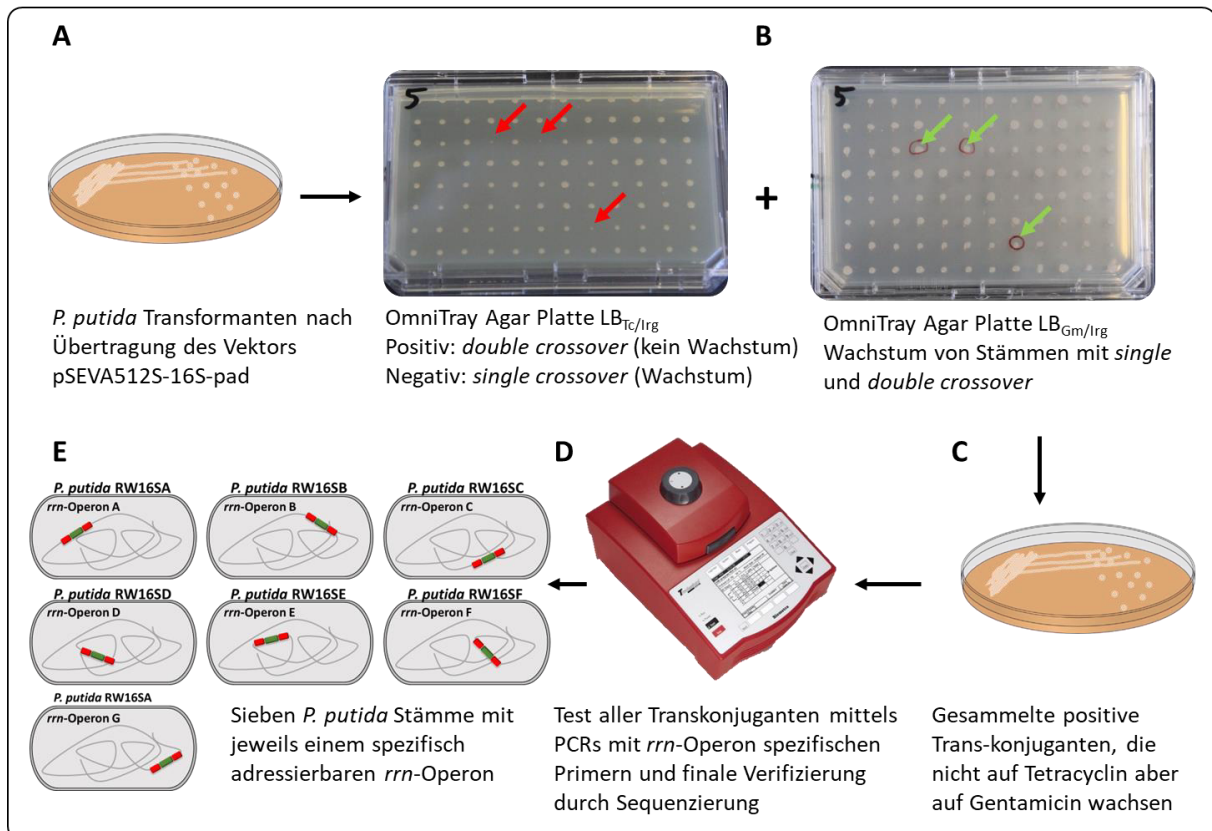 A
B
5
5
P. putida Transformanten nach
Übertragung des Vektors
pSEVA512S-16S-pad
OmniTray Agar Platte LBTc/Irg
Positiv: double crossover (kein Wachstum)
Negativ: single crossover (Wachstum)
+
OmniTray Agar Platte LBGm/Irg
Wachstum von Stämmen mit single
und double crossover
E
D
C
P. putida RW16SA
rrn-Operon A
P. putida RW16SB
rrn-Operon B
P. putida RW16SC
rrn-Operon C
P. putida RW16SD
rrn-Operon D
P. putida RW16SE
rrn-Operon E
P. putida RW16SF
rrn-Operon F
P. putida RW16SA
rrn-Operon G
Sieben P. putida Stämme mit
jeweils einem spezifisch
adressierbaren rrn-Operon
Test aller Transkonjuganten mittels
PCRs mit rrn-Operon spezifischen
Primern und finale Verifizierung
durch Sequenzierung
Gesammelte positive
Trans-konjuganten, die
nicht auf Tetracyclin aber
auf Gentamicin wachsen